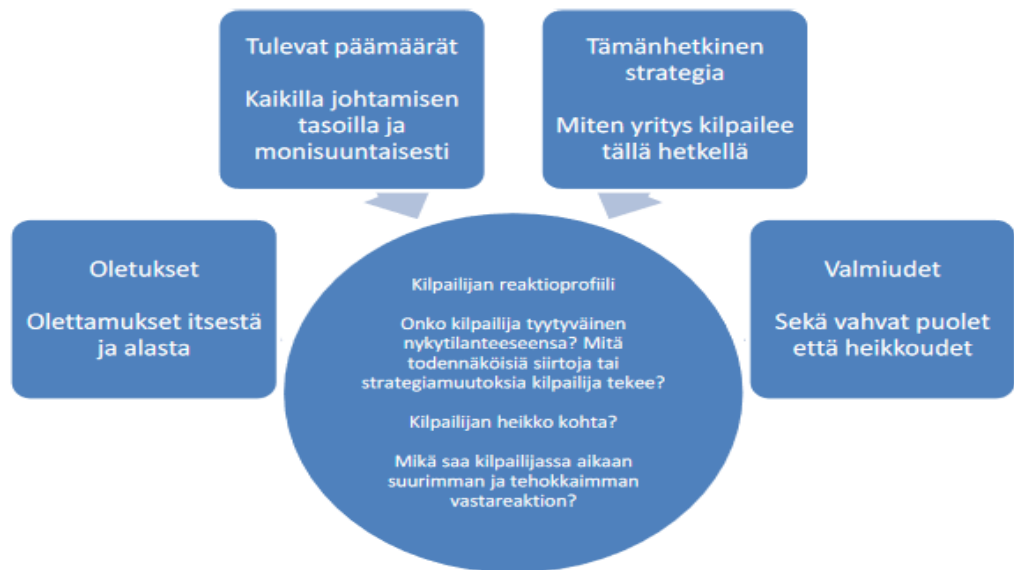 Tulevat päämäärät
Kaikilla johtamisen
tasoilla ja
monisuuntaisesti
Tämänhetkinen
strategia
Miten yritys kilpailee
tällä hetkellä
Oletukset
Olettamukset itsestä
ja alasta
Kilpailijan reaktioprofiili
Onko kilpailija tyytyväinen
nykytilanteeseensa? Mitä
todennäköisiä siirtoja tai
strategiamuutoksia kilpailija tekee?
Kilpailijan heikko kohta?
Mikä saa kilpailijassa aikaan
suurimman ja tehokkaimman
vastareaktion?
Valmiudet
Sekä vahvat puolet
että heikkoudet